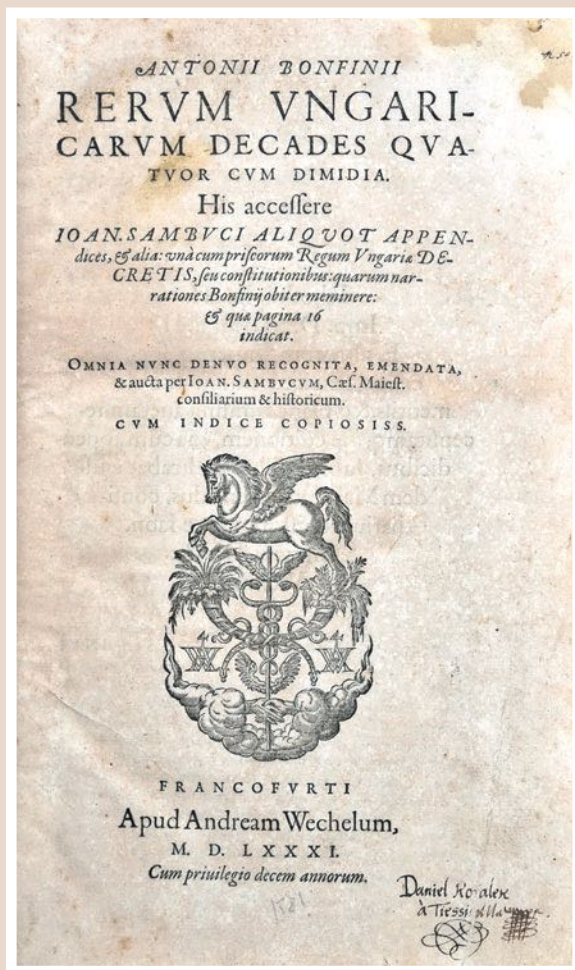 ANTONII BONFINII
RERVM VNGARI-
CARVM DECADES QVA-
TVOR CVM DIMIDIA.
His accessere
IOAN. SAMBVCI ALIQVOT APPEN-
dices, & alia: vnà cum priscorum Regum Vngariæ DE-
CRETIS, seu constitutionibus: quarum nar-
rationes Bonfinij obiter meminere:
& quæ pagina 16
indicat.
OMNIA NVNC DENVO RECOGNITA, EMENDATA,
& aucta per IOAN. SAMBVCVM, Cæs. Maiest.
consiliarium & historicum.
CVM INDICE COPIOSISS.
FRANCOFVRTI
Apud Andream Wechelum,
M. D. LXXXI.
Cum priuilegio decem annorum.
1581
Daniel
à